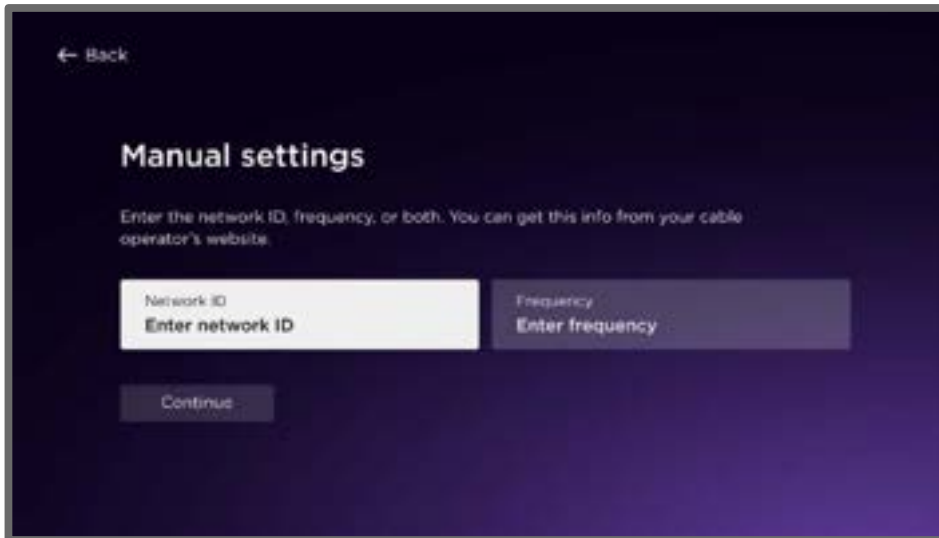 ← Back
Manual settings
Enter the network ID, frequency, or both. You can get this info from your cable
operator's website.
Network ID
Enter network ID
Frequency
Enter frequency
Continue